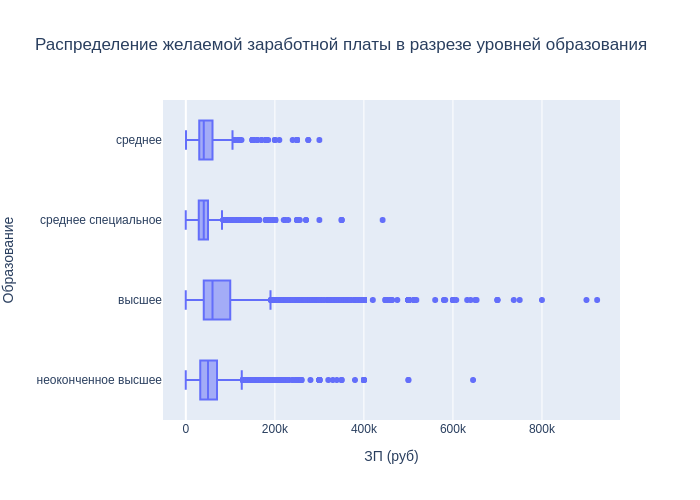 Распределение желаемой заработной платы в разрезе уровней образования
Образование
среднее
среднее специальное
высшее
неоконченное высшее
0
200k
400k
600k
800k
ЗП (руб)